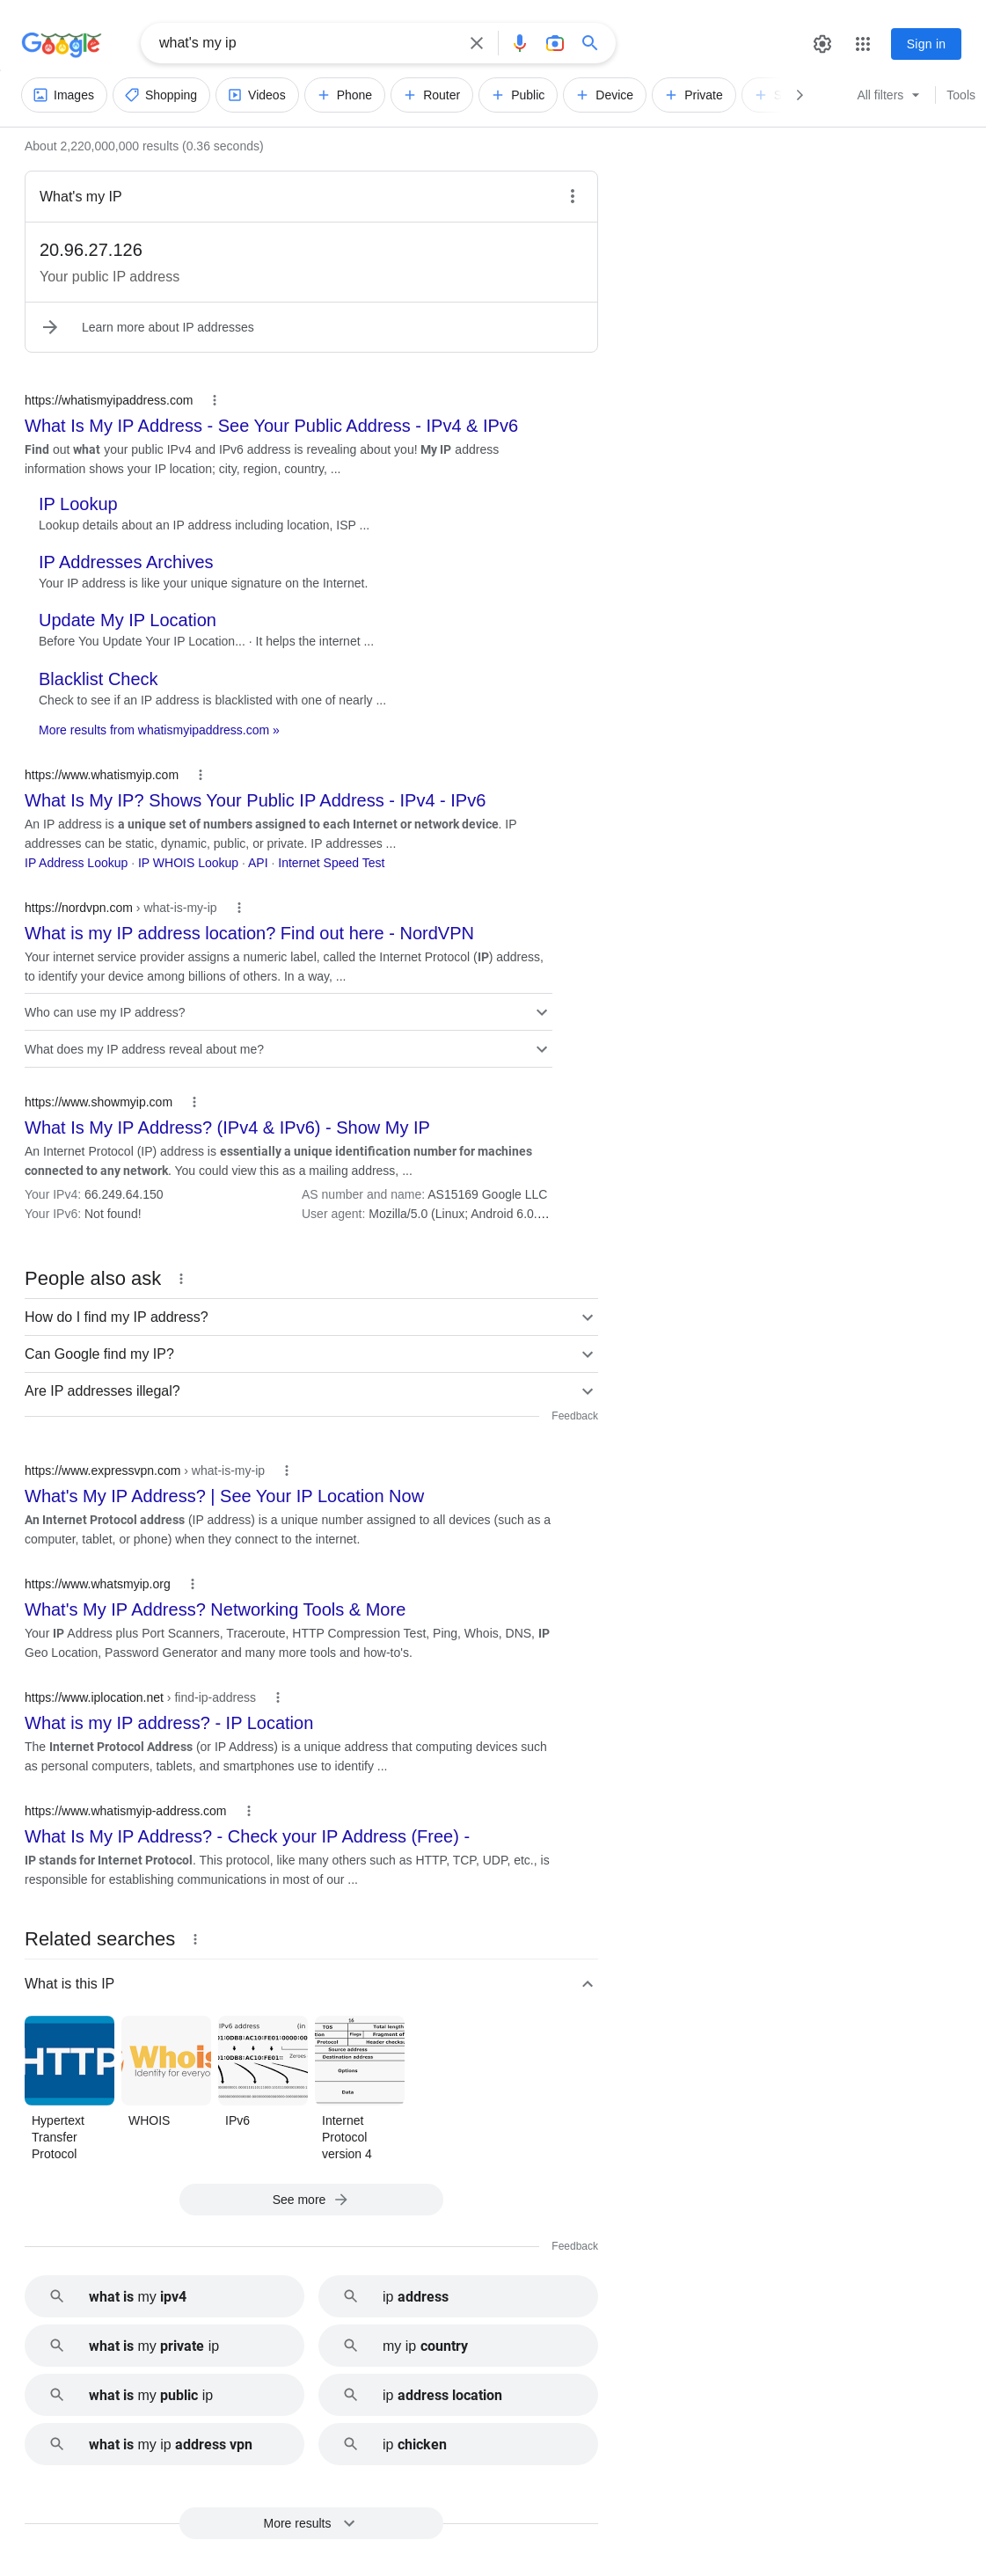 Google
what's my ip
Sign in
Images
Shopping
Videos
Phone
Router
Public
Device
Private
All filters
Tools
About 2,220,000,000 results (0.36 seconds)
What's my IP
20.96.27.126
Your public IP address
Learn more about IP addresses
https://whatismyipaddress.com
What Is My IP Address - See Your Public Address - IPv4 & IPv6
Find out what your public IPv4 and IPv6 address is revealing about you! My IP address
information shows your IP location; city, region, country, ...
IP Lookup
Lookup details about an IP address including location, ISP ...
IP Addresses Archives
Your IP address is like your unique signature on the Internet.
Update My IP Location
Before You Update Your IP Location... · It helps the internet ...
Blacklist Check
Check to see if an IP address is blacklisted with one of nearly ...
More results from whatismyipaddress.com »
https://www.whatismyip.com
What Is My IP? Shows Your Public IP Address - IPv4 - IPv6
An IP address is a unique set of numbers assigned to each Internet or network device. IP
addresses can be static, dynamic, public, or private. IP addresses ...
IP Address Lookup · IP WHOIS Lookup · API · Internet Speed Test
https://nordvpn.com › what-is-my-ip
What is my IP address location? Find out here - NordVPN
Your internet service provider assigns a numeric label, called the Internet Protocol (IP) address,
to identify your device among billions of others. In a way, ...
Who can use my IP address?
What does my IP address reveal about me?
https://www.showmyip.com
What Is My IP Address? (IPv4 & IPv6) - Show My IP
An Internet Protocol (IP) address is essentially a unique identification number for machines
connected to any network. You could view this as a mailing address, ...
Your IPv4: 66.249.64.150
AS number and name: AS15169 Google LLC
Your IPv6: Not found!
User agent: Mozilla/5.0 (Linux; Android 6.0.…
People also ask
How do I find my IP address?
Can Google find my IP?
Are IP addresses illegal?
Feedback
https://www.expressvpn.com › what-is-my-ip
What's My IP Address? | See Your IP Location Now
An Internet Protocol address (IP address) is a unique number assigned to all devices (such as a
computer, tablet, or phone) when they connect to the internet.
https://www.whatsmyip.org
What's My IP Address? Networking Tools & More
Your IP Address plus Port Scanners, Traceroute, HTTP Compression Test, Ping, Whois, DNS, IP
Geo Location, Password Generator and many more tools and how-to's.
https://www.iplocation.net › find-ip-address
What is my IP address? - IP Location
The Internet Protocol Address (or IP Address) is a unique address that computing devices such
as personal computers, tablets, and smartphones use to identify ...
https://www.whatismyip-address.com
What Is My IP Address? - Check your IP Address (Free) -
IP stands for Internet Protocol. This protocol, like many others such as HTTP, TCP, UDP, etc., is
responsible for establishing communications in most of our ...
Related searches
What is this IP
HTTP
Whois
Identity for everyo
IPv6 address (in
Zeroes
16
TOS Total length
Flags Fragment of
Protocol Header checks
Source address
Destination address
Options
Data
Hypertext
Transfer
Protocol
WHOIS
IPv6
Internet
Protocol
version 4
See more
Feedback
what is my ipv4
ip address
what is my private ip
my ip country
what is my public ip
ip address location
what is my ip address vpn
ip chicken
More results